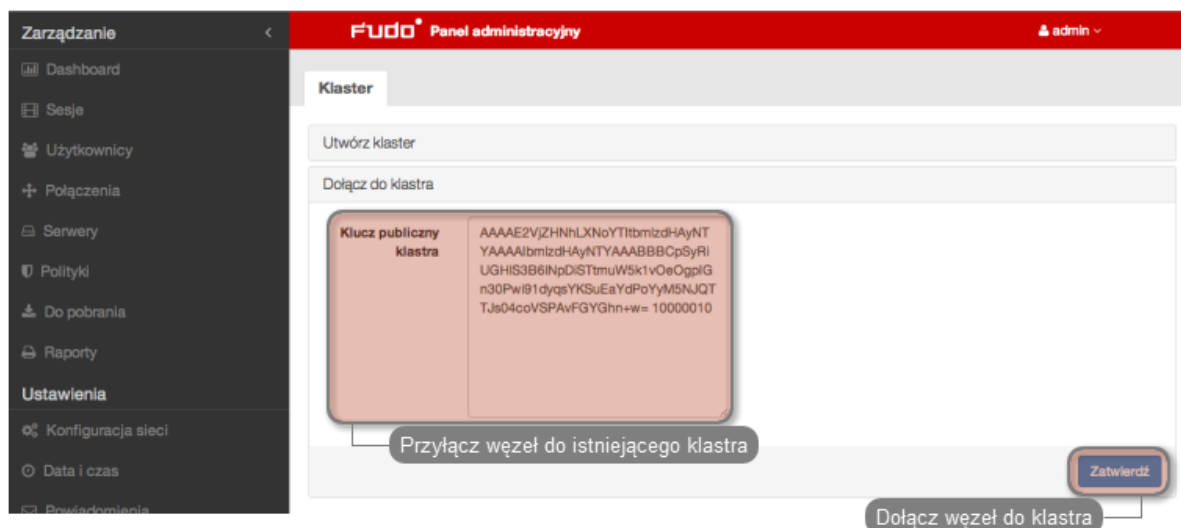 Zarządzanie
FUDO Panel administracyjny
admin
Dashboard
Sesje
Użytkownicy
Połączenia
Serwery
Polityki
Do pobrania
Raporty
Ustawienia
Konfiguracja sieci
Data i czas
Powiadomienia
Klaster
Utwórz klaster
Dołącz do klastra
Klucz publiczny
klastra
AAAAE2VjZHNhLXNoYTItbmlzdHAyNT
YAAAAIbmlzdHAyNTYAAABBBCpSyRi
UGHIS3B6INpDiSTtmuW5k1vOeOgplG
n30Pwi91dyqsYKSuEaYdPoYyM5NJQT
TJs04coVSPAvFGYGhn+w= 10000010
Przyłącz węzeł do istniejącego klastra
Zatwierdź
Dołącz węzeł do klastra